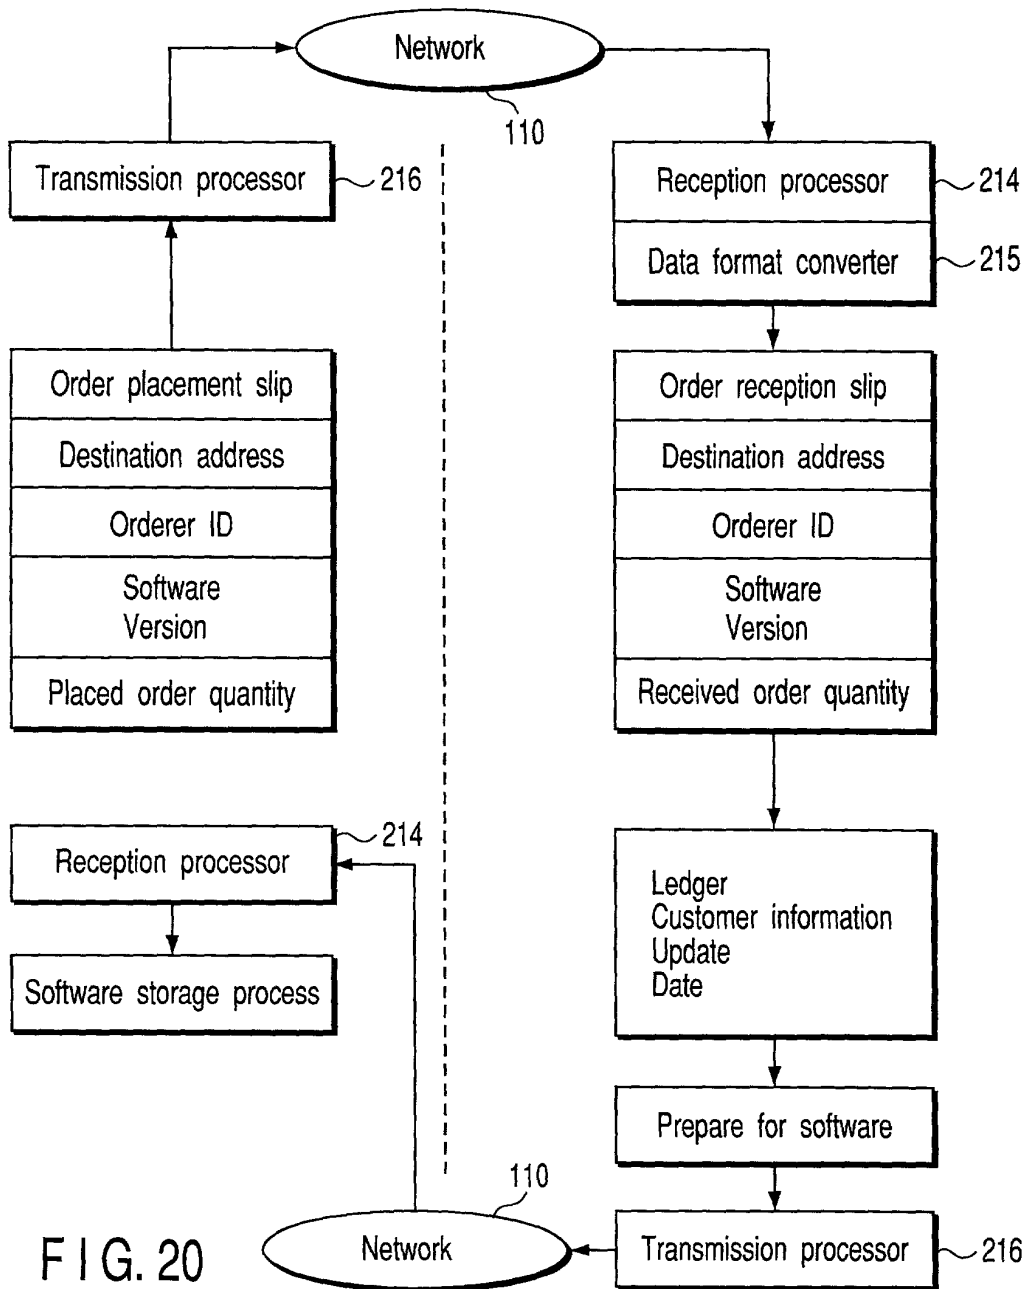 Network
110
Transmission processor
216
Reception processor
214
Data format converter
215
Order placement slip
Destination address
Orderer ID
Software
Version
Placed order quantity
Order reception slip
Destination address
Orderer ID
Software
Version
Received order quantity
Reception processor
214
Software storage process
Ledger
Customer information
Update
Date
Prepare for software
Transmission processor
216
Network
110
FIG. 20